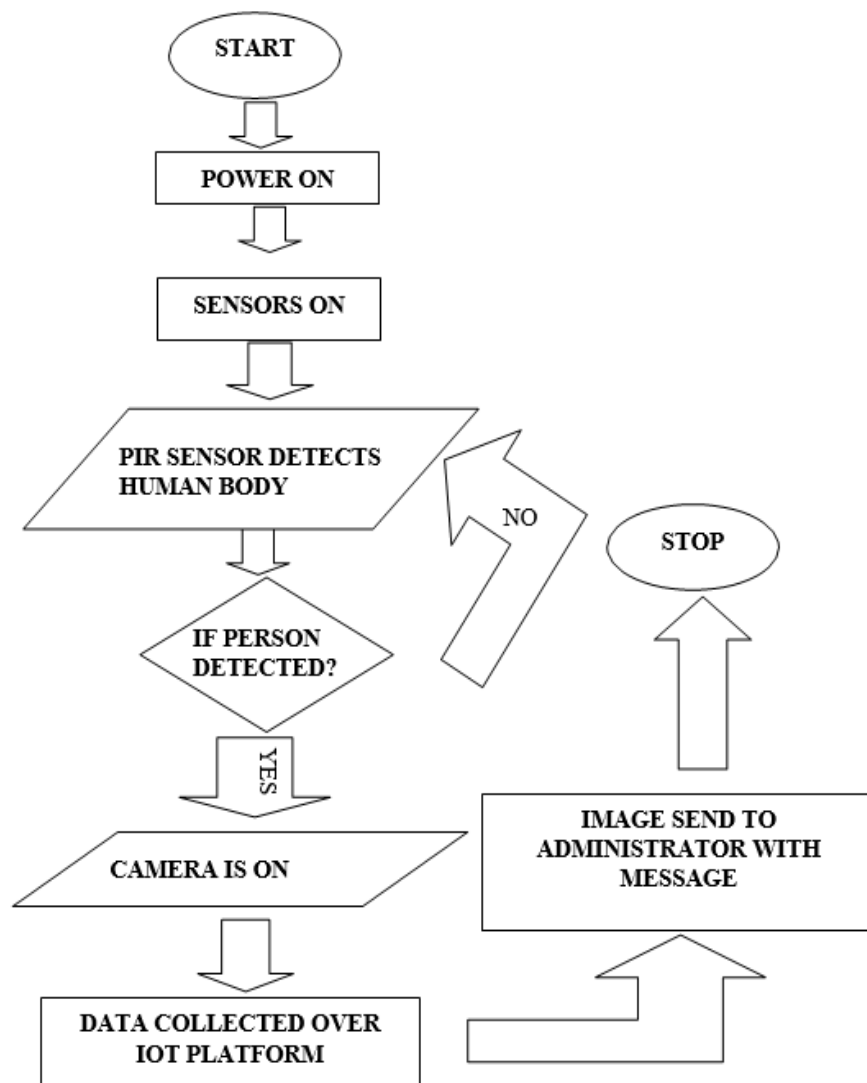 START
POWER ON
SENSORS ON
PIR SENSOR DETECTS
HUMAN BODY
NO
IF PERSON
DETECTED?
YES
CAMERA IS ON
DATA COLLECTED OVER
IOT PLATFORM
IMAGE SEND TO
ADMINISTRATOR WITH
MESSAGE
STOP